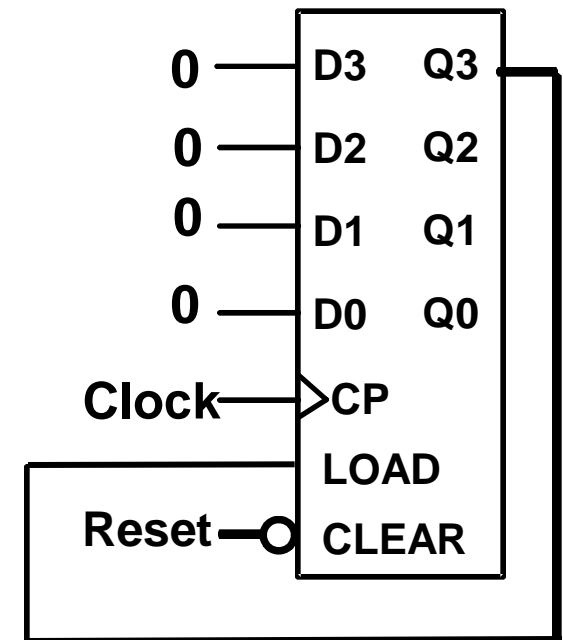 0 D3 Q3
0 D2 Q2
0 D1 Q1
0 D0 Q0
Clock CP
LOAD
Reset CLEAR